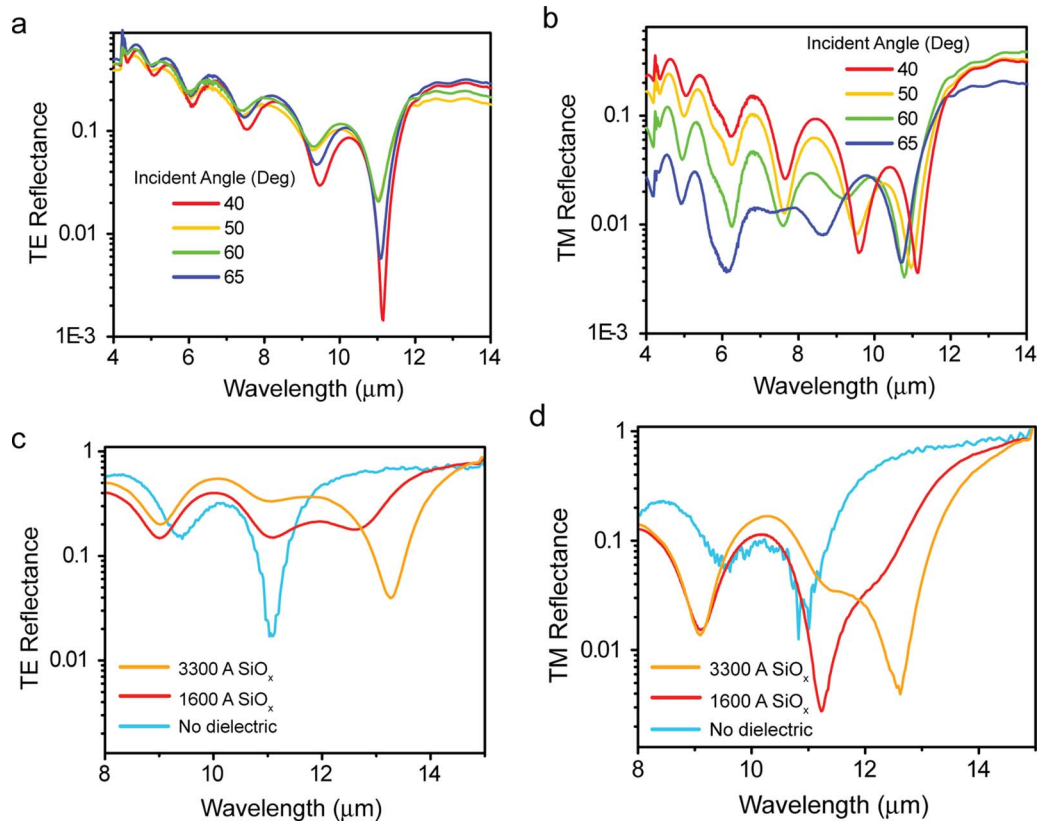 a
TE Reflectance
0.1
0.01
1E-3
Incident Angle (Deg)
40
50
60
65
4 6 8 10 12 14
Wavelength (μm)
b
TM Reflectance
0.1
0.01
1E-3
Incident Angle (Deg)
40
50
60
65
4 6 8 10 12 14
Wavelength (μm)
c
TE Reflectance
1
0.1
0.01
3300 A SiOx
1600 A SiOx
No dielectric
8 10 12 14
Wavelength (μm)
d
TM Reflectance
1
0.1
0.01
3300 A SiOx
1600 A SiOx
No dielectric
8 10 12 14
Wavelength (μm)